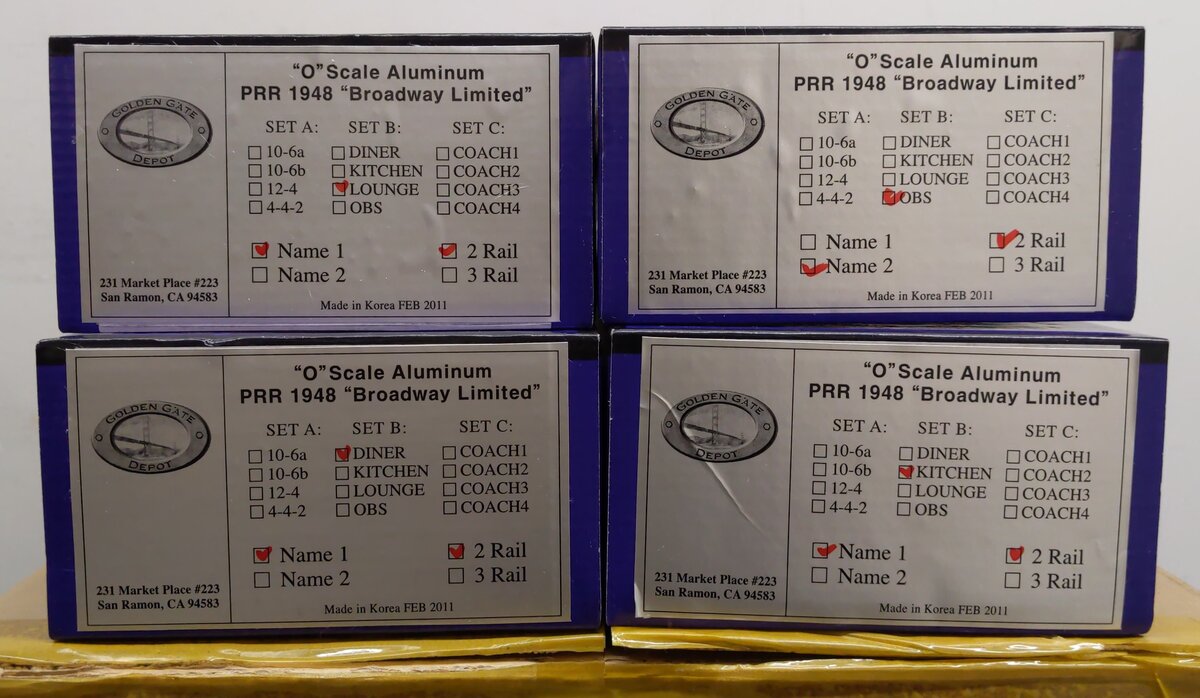 GOLDEN GATE
DEPOT
231 Market Place #223
San Ramon, CA 94583
"O"Scale Aluminum
PRR 1948 "Broadway Limited"
SET A: SET B: SET C:
10-6a DINER COACH1
10-6b KITCHEN COACH2
12-4 LOUNGE COACH3
4-4-2 OBS COACH4
Name 1 2 Rail
Name 2 3 Rail
Made in Korea FEB 2011
GOLDEN GATE
DEPOT
231 Market Place #223
San Ramon, CA 94583
"O"Scale Aluminum
PRR 1948 "Broadway Limited"
SET A: SET B: SET C:
10-6a DINER COACH1
10-6b KITCHEN COACH2
12-4 LOUNGE COACH3
4-4-2 OBS COACH4
Name 1 2 Rail
Name 2 3 Rail
Made in Korea FEB 2011
GOLDEN GATE
DEPOT
231 Market Place #223
San Ramon, CA 94583
"O"Scale Aluminum
PRR 1948 "Broadway Limited"
SET A: SET B: SET C:
10-6a DINER COACH1
10-6b KITCHEN COACH2
12-4 LOUNGE COACH3
4-4-2 OBS COACH4
Name 1 2 Rail
Name 2 3 Rail
Made in Korea FEB 2011
GOLDEN GATE
DEPOT
231 Market Place #223
San Ramon, CA 94583
"O"Scale Aluminum
PRR 1948 "Broadway Limited"
SET A: SET B: SET C:
10-6a DINER COACH1
10-6b KITCHEN COACH2
12-4 LOUNGE COACH3
4-4-2 OBS COACH4
Name 1 2 Rail
Name 2 3 Rail
Made in Korea FEB 2011